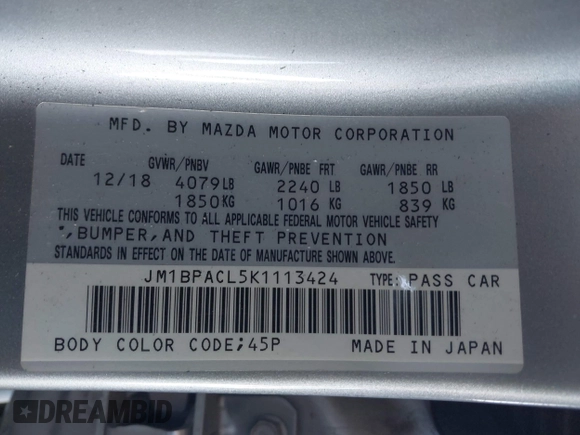 MFD. BY MAZDA MOTOR CORPORATION
DATE GVWR/PNBV GAWR/PNBE FRT GAWR/PNBE RR
12/18 4079LB 2240 LB 1850 LB
1850KG 1016 KG 839 KG
THIS VEHICLE CONFORMS TO ALL APPLICABLE FEDERAL MOTOR VEHICLE SAFETY
*,BUMPER,AND THEFT PREVENTION
STANDARDS IN EFFECT ON THE DATE OF MANUFACTURE SHOWN ABOVE.
JM1BPACL5K1113424 TYPE: PASS CAR
BODY COLOR CODE;45P MADE IN JAPAN
DREAMBID